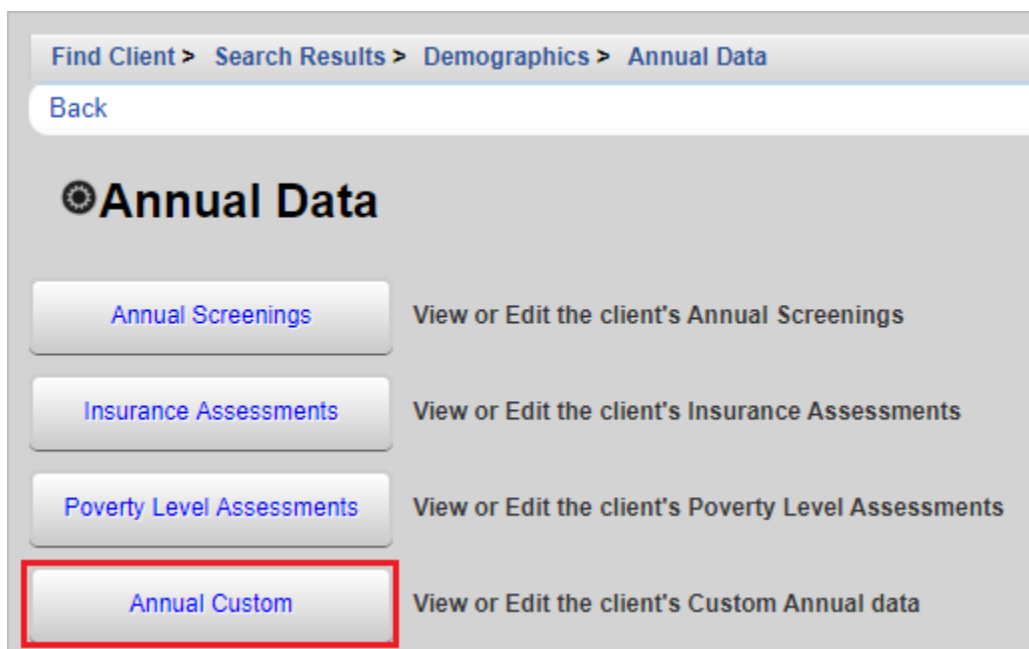 Find Client > Search Results > Demographics > Annual Data
Back
Annual Data
Annual Screenings View or Edit the client's Annual Screenings
Insurance Assessments View or Edit the client's Insurance Assessments
Poverty Level Assessments View or Edit the client's Poverty Level Assessments
Annual Custom View or Edit the client's Custom Annual data